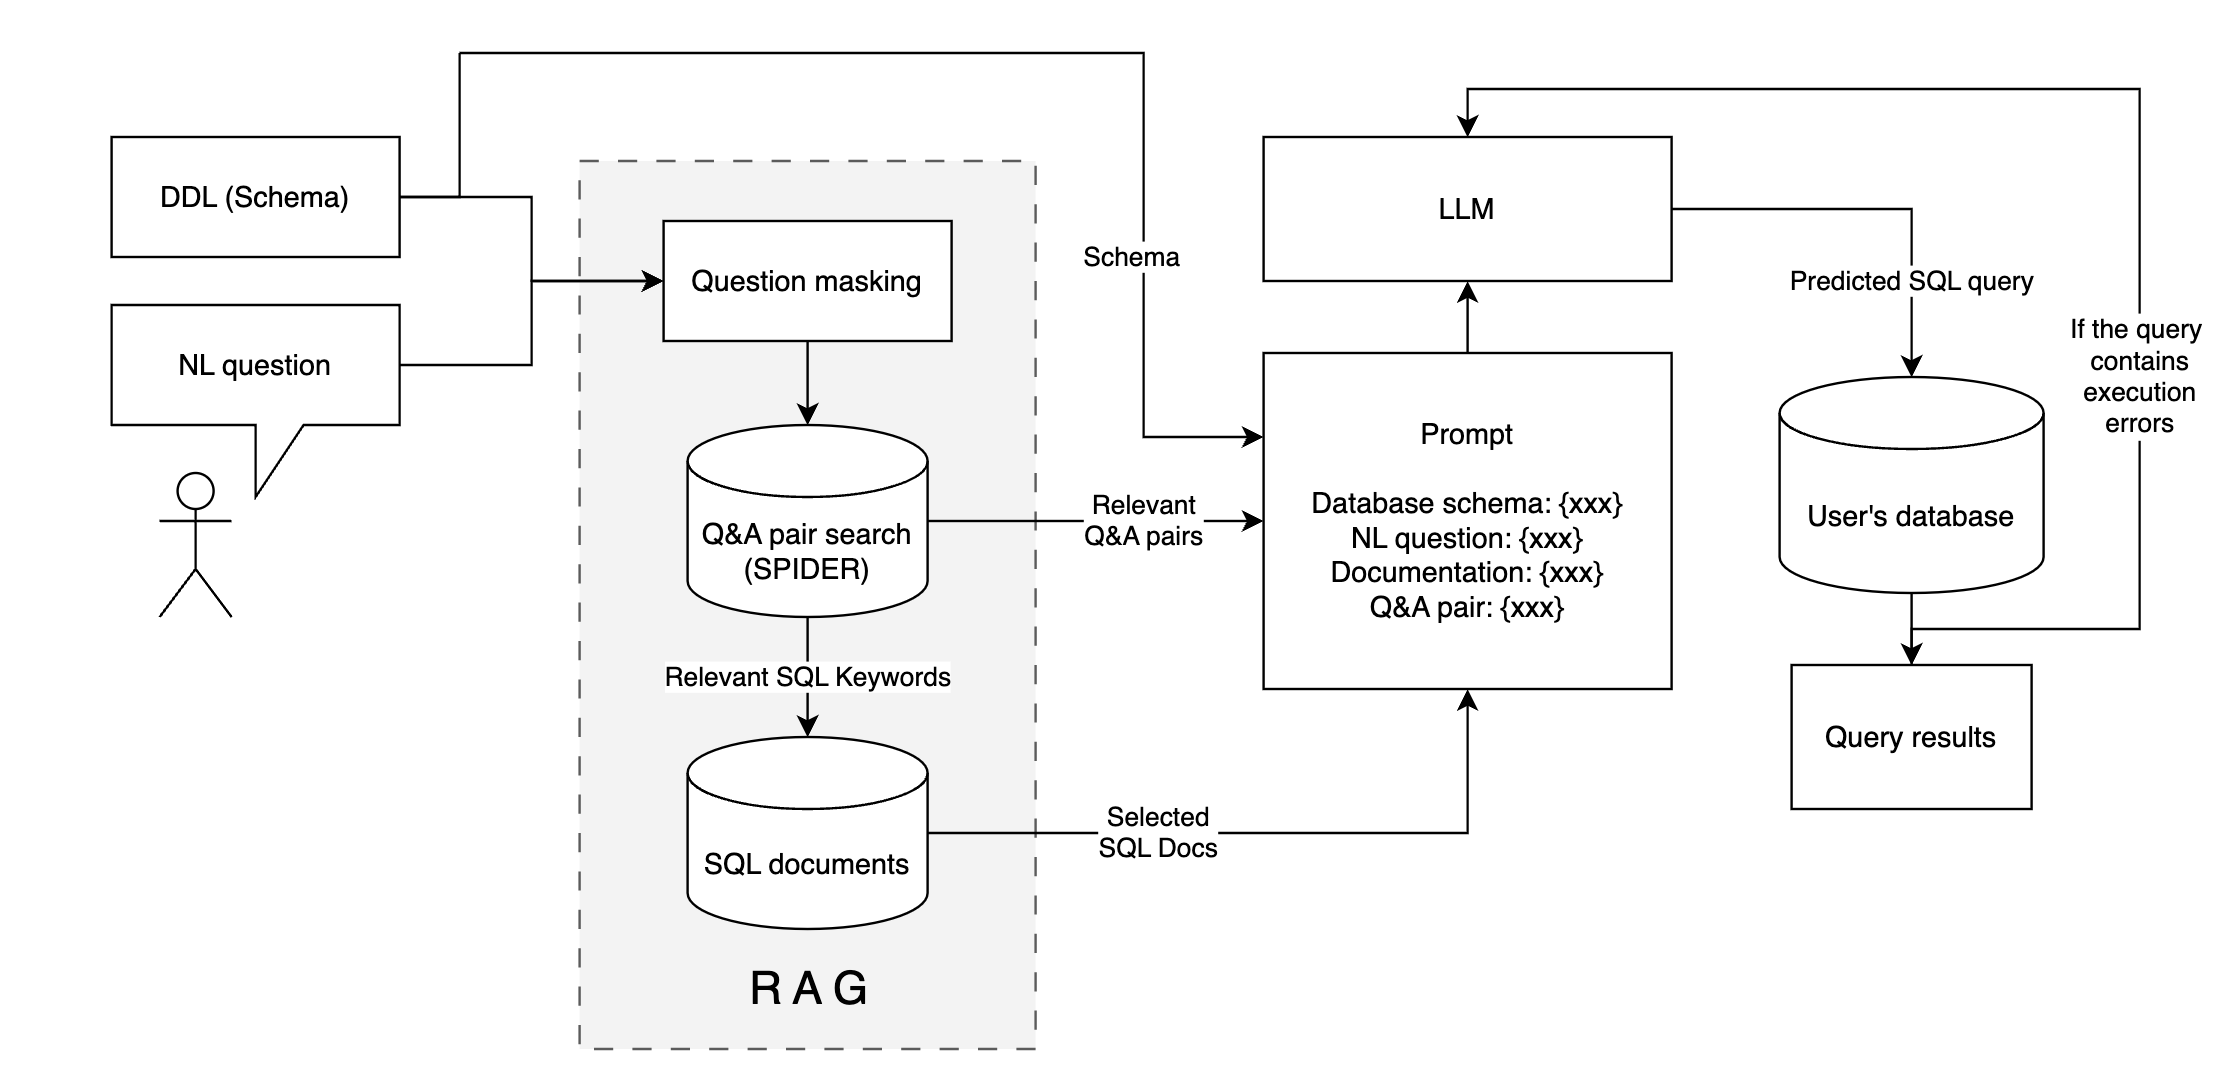 DDL (Schema)
NL question
Question masking
Q&A pair search
(SPIDER)
Relevant SQL Keywords
SQL documents
R A G
Schema
Relevant
Q&A pairs
Selected
SQL Docs
LLM
Prompt
Database schema: {xxx}
NL question: {xxx}
Documentation: {xxx}
Q&A pair: {xxx}
Predicted SQL query
User's database
If the query
contains
execution
errors
Query results